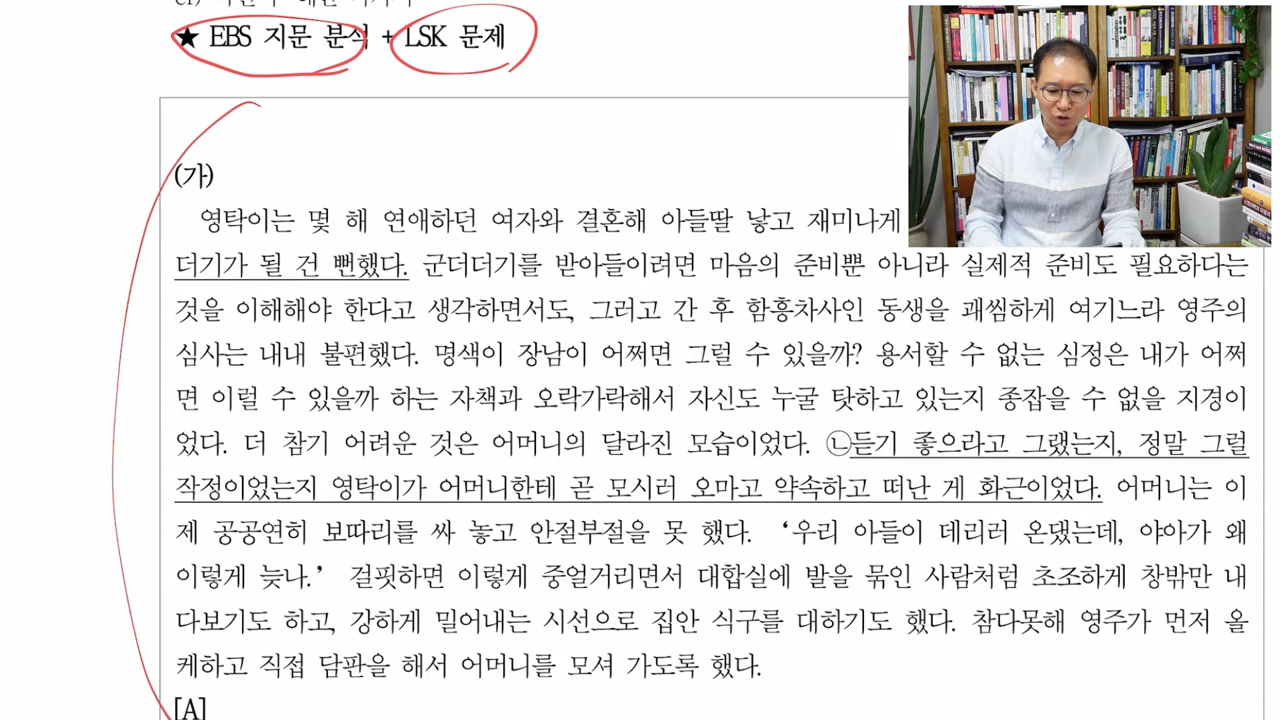 ★ EBS 지문 분석 + LSK 문제
(가)
영탁이는 몇 해 연애하던 여자와 결혼해 아들딸 낳고 재미나게
더기가 될 건 뻔했다. 군더더기를 받아들이려면 마음의 준비뿐 아니라 실제적 준비도 필요하다는
것을 이해해야 한다고 생각하면서도, 그러고 간 후 함흥차사인 동생을 괘씸하게 여기느라 영주의
심사는 내내 불편했다. 명색이 장남이 어쩌면 그럴 수 있을까? 용서할 수 없는 심정은 내가 어쩌
면 이럴 수 있을까 하는 자책과 오락가락해서 자신도 누굴 탓하고 있는지 종잡을 수 없을 지경이
었다. 더 참기 어려운 것은 어머니의 달라진 모습이었다. ㉡듣기 좋으라고 그랬는지, 정말 그럴
작정이었는지 영탁이가 어머니한테 곧 모시러 오마고 약속하고 떠난 게 화근이었다. 어머니는 이
제 공공연히 보따리를 싸 놓고 안절부절을 못 했다. ‘우리 아들이 데리러 온댔는데, 야아가 왜
이렇게 늦나.’ 걸핏하면 이렇게 중얼거리면서 대합실에 발을 묶인 사람처럼 초조하게 창밖만 내
다보기도 하고, 강하게 밀어내는 시선으로 집안 식구를 대하기도 했다. 참다못해 영주가 먼저 올
케하고 직접 담판을 해서 어머니를 모셔 가도록 했다.
[A]